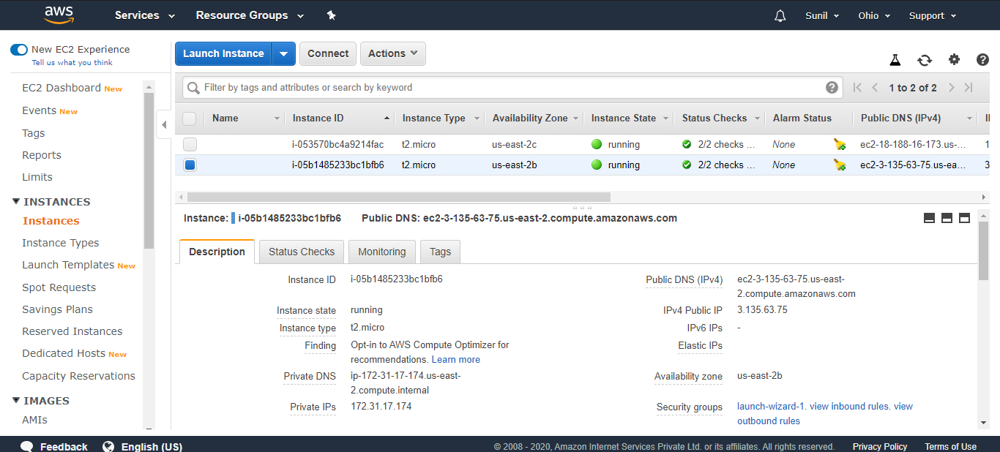 aws Services Resource Groups Sunil Ohio Support
New EC2 Experience
Tell us what you think
EC2 Dashboard New
Events New
Tags
Reports
Limits
INSTANCES
Instances
Instance Types
Launch Templates New
Spot Requests
Savings Plans
Reserved Instances
Dedicated Hosts New
Capacity Reservations
IMAGES
AMIs
Launch Instance Connect Actions
Filter by tags and attributes or search by keyword 1 to 2 of 2
Name Instance ID Instance Type Availability Zone Instance State Status Checks Alarm Status Public DNS (IPv4)
i-053570bc4a9214fac t2.micro us-east-2c running 2/2 checks ... None ec2-18-188-16-173.us-... 1
i-05b1485233bc1bfb6 t2.micro us-east-2b running 2/2 checks ... None ec2-3-135-63-75.us-ea... 3
Instance: i-05b1485233bc1bfb6 Public DNS: ec2-3-135-63-75.us-east-2.compute.amazonaws.com
Description Status Checks Monitoring Tags
Instance ID i-05b1485233bc1bfb6
Instance state running
Instance type t2.micro
Finding Opt-in to AWS Compute Optimizer for
recommendations. Learn more
Private DNS ip-172-31-17-174.us-east-
2.compute.internal
Private IPs 172.31.17.174
Public DNS (IPv4) ec2-3-135-63-75.us-east-
2.compute.amazonaws.com
IPv4 Public IP 3.135.63.75
IPv6 IPs -
Elastic IPs
Availability zone us-east-2b
Security groups launch-wizard-1. view inbound rules. view
outbound rules
Feedback English (US) © 2008 - 2020, Amazon Internet Services Private Ltd. or its affiliates. All rights reserved. Privacy Policy Terms of Use